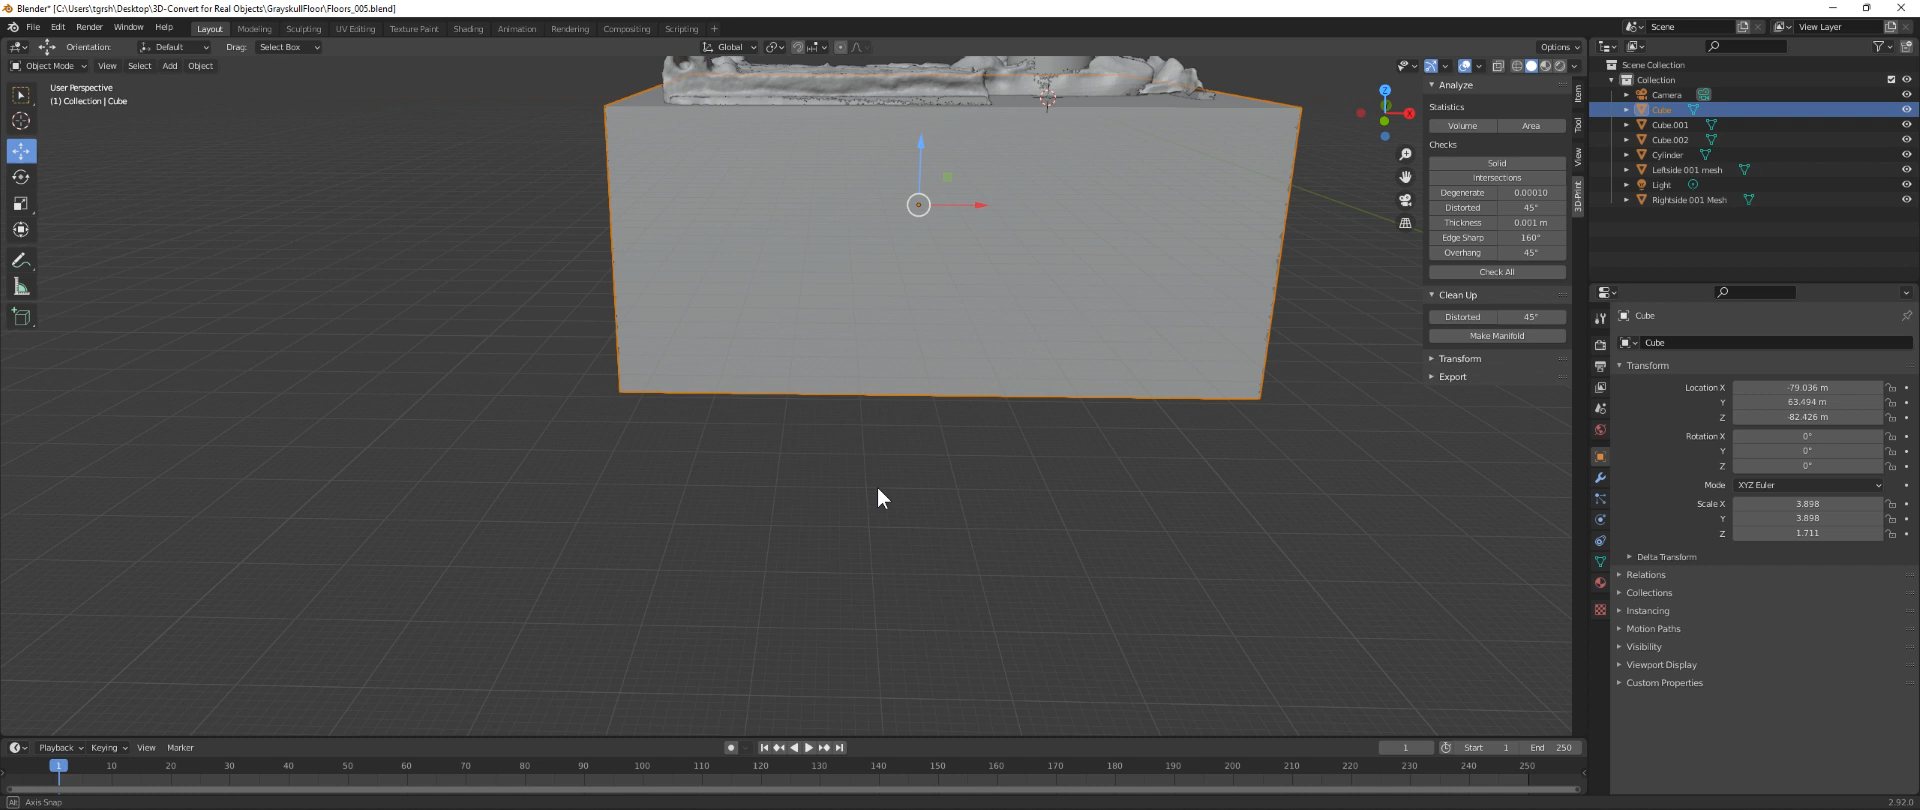 Blender* [C:\Users\tgrsh\Desktop\3D-Convert for Real Objects\GrayskullFloor\Floors_005.blend]
File Edit Render Window Help Layout Modeling Sculpting UV Editing Texture Paint Shading Animation Rendering Compositing Scripting + Scene View Layer
Orientation: Default Drag: Select Box Global Options
Object Mode View Select Add Object
User Perspective
(1) Collection | Cube
Z
X
Analyze
Statistics
Volume Area
Checks
Solid
Intersections
Degenerate 0.00010
Distorted 45°
Thickness 0.001 m
Edge Sharp 160°
Overhang 45°
Check All
Clean Up
Distorted 45°
Make Manifold
Transform
Export
Item
Tool
View
3D-Print
Scene Collection
Collection
Camera
Cube
Cube.001
Cube.002
Cylinder
Leftside 001 mesh
Light
Rightside 001 Mesh
Cube
Cube
Transform
Location X -79.036 m
Y 63.494 m
Z -82.426 m
Rotation X 0°
Y 0°
Z 0°
Mode XYZ Euler
Scale X 3.898
Y 3.898
Z 1.711
Delta Transform
Relations
Collections
Instancing
Motion Paths
Visibility
Viewport Display
Custom Properties
Playback Keying View Marker 1 Start 1 End 250
1 10 20 30 40 50 60 70 80 90 100 110 120 130 140 150 160 170 180 190 200 210 220 230 240 250
Alt Axis Snap 2.92.0